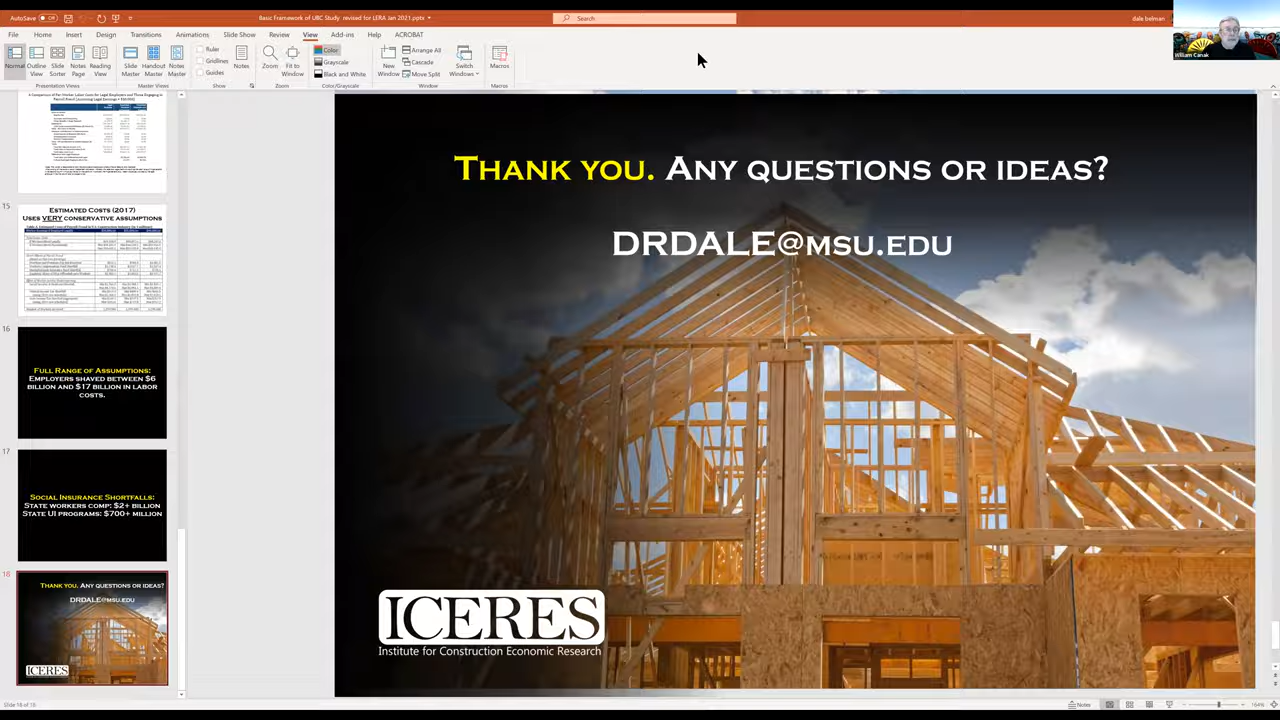 AutoSave
Off
Basic Framework of UBC Study revised for LERA Jan 2021.pptx
Search
dale belman
William Canak
File
Home
Insert
Design
Transitions
Animations
Slide Show
Review
View
Add-ins
Help
ACROBAT
Normal
Outline View
Slide Sorter
Notes Page
Reading View
Presentation Views
Slide Master
Handout Master
Notes Master
Master Views
Ruler
Gridlines
Guides
Show
Notes
Zoom
Fit to Window
Zoom
Color
Grayscale
Black and White
Color/Grayscale
New Window
Arrange All
Cascade
Move Split
Switch Windows
Window
Macros
Macros
15
Estimated Costs (2017)
Uses VERY conservative assumptions
16
Full Range of Assumptions:
Employers shaved between $6
billion and $17 billion in labor
costs.
17
Social Insurance Shortfalls:
State workers comp: $2+ billion
State UI programs: $700+ million
18
Thank you. Any questions or ideas?
DRDALE@MSU.EDU
ICERES
Thank you. Any questions or ideas?
DRDALE@MSU.EDU
ICERES
Institute for Construction Economic Research
Slide 18 of 18
Notes
164%